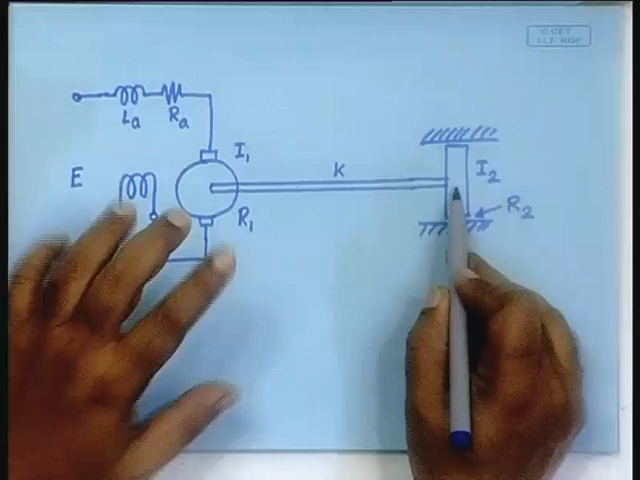 © CET
I.I.T. KGP
La
Ra
I1
E
K
I2
R1
R2